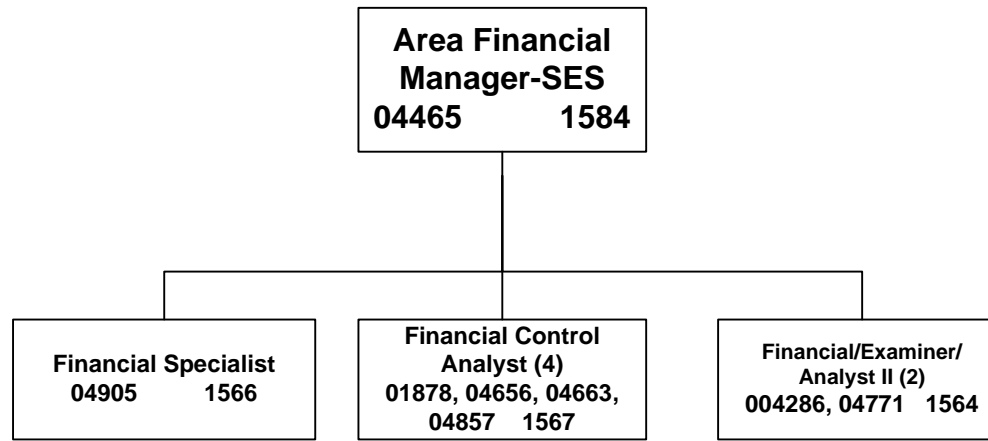 Area Financial
Manager-SES
04465 1584
Financial Specialist
04905 1566
Financial Control
Analyst (4)
01878, 04656, 04663,
04857 1567
Financial/Examiner/
Analyst II (2)
004286, 04771 1564